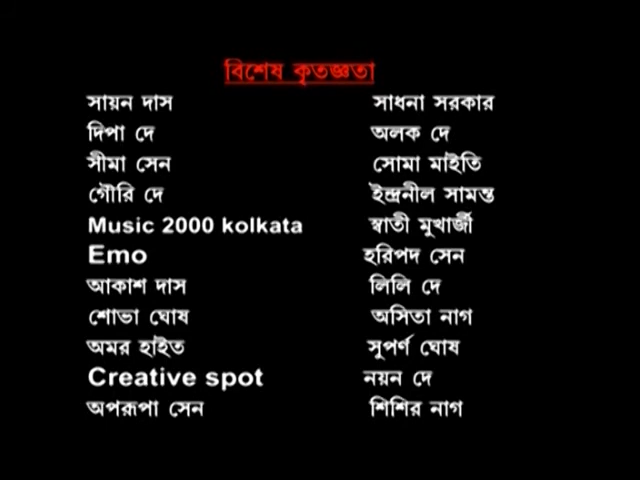 বিশেষ কৃতজ্ঞতা
সায়ন দাস সাধনা সরকার
দিপা দে অলক দে
সীমা সেন সোমা মাইতি
গৌরি দে ইন্দ্রনীল সামন্ত
Music 2000 kolkata স্বাতী মুখার্জী
Emo হরিপদ সেন
আকাশ দাস লিলি দে
শোভা ঘোষ অসিতা নাগ
অমর হাইত সুপর্ণ ঘোষ
Creative spot নয়ন দে
অপরূপা সেন শিশির নাগ